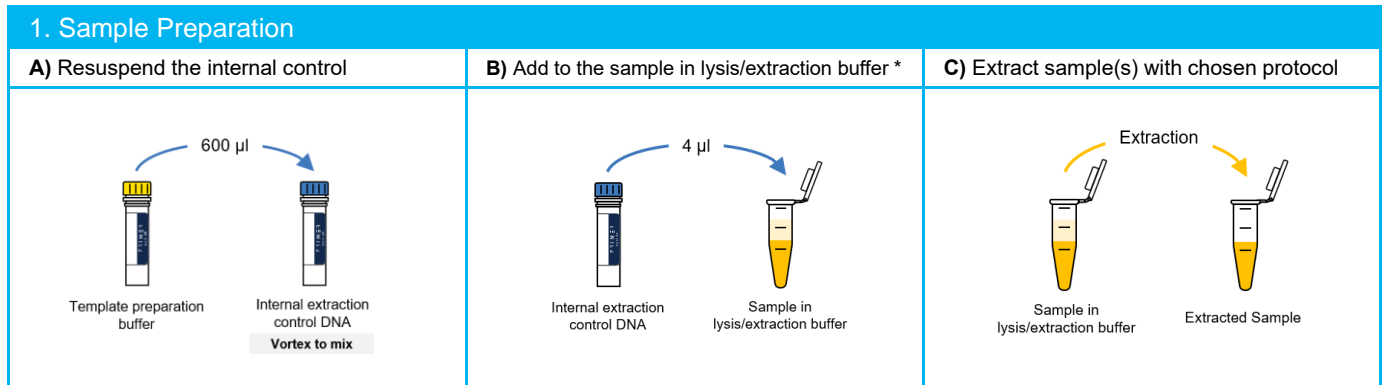 1. Sample Preparation
A) Resuspend the internal control
B) Add to the sample in lysis/extraction buffer *
C) Extract sample(s) with chosen protocol
600 µl
4 µl
Extraction
Template preparation
buffer
Internal extraction
control DNA
Vortex to mix
Internal extraction
control DNA
Sample in
lysis/extraction buffer
Sample in
lysis/extraction buffer
Extracted Sample